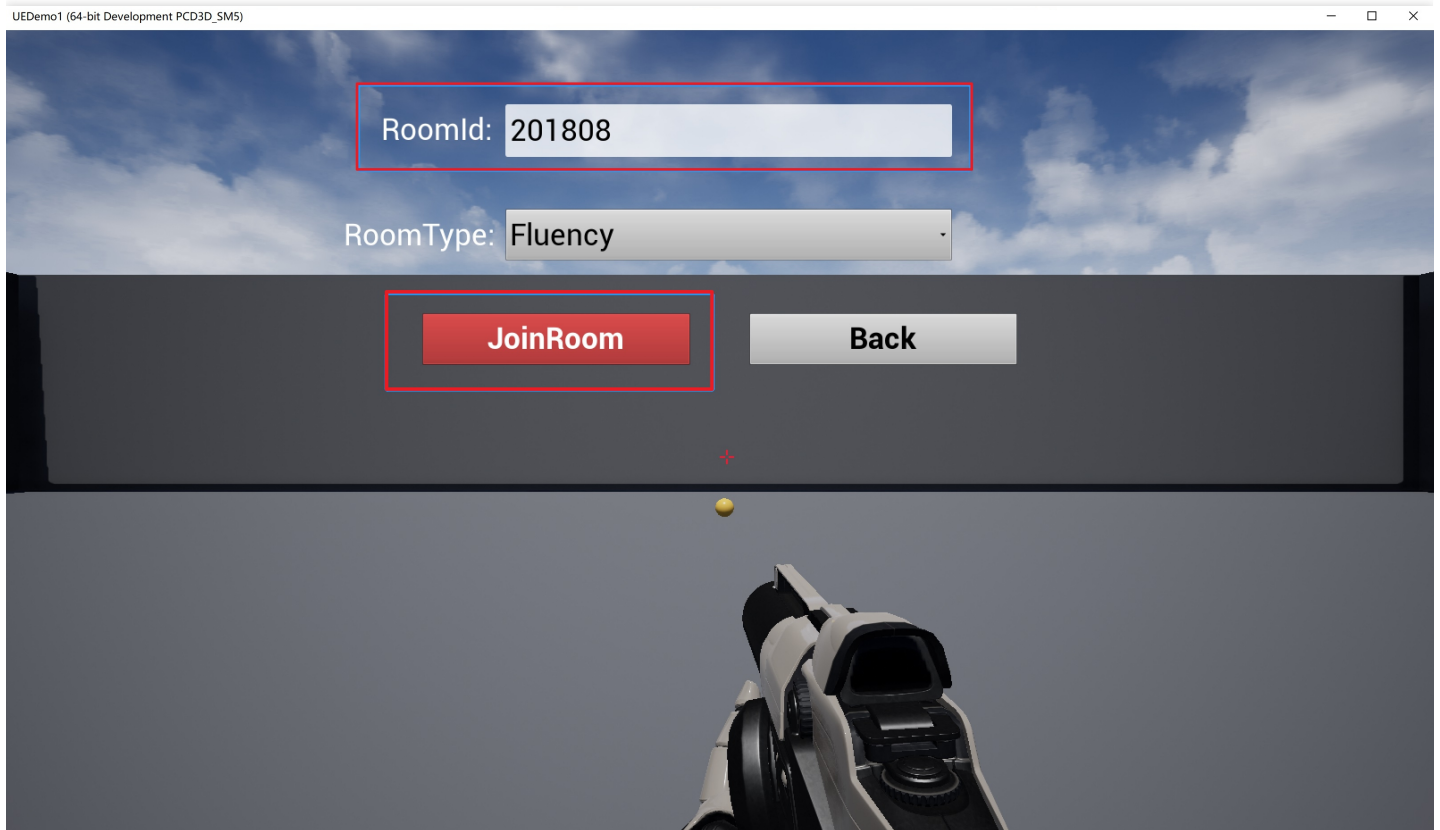 UEDemo1 (64-bit Development PCD3D_SM5)
RoomId: 201808
RoomType: Fluency
JoinRoom Back